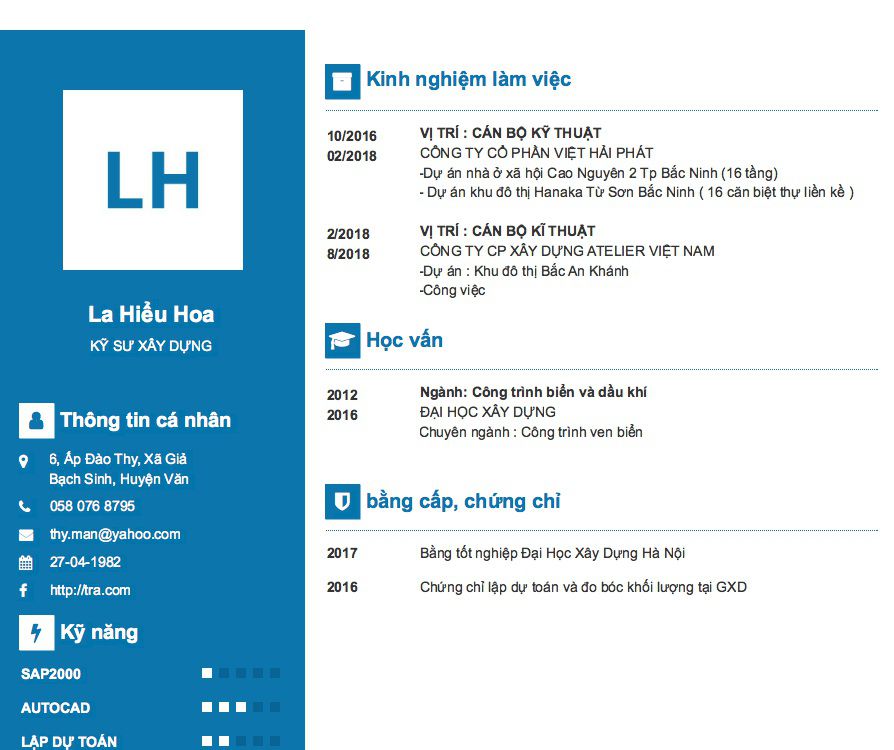 LH
La Hiểu Hoa
KỸ SƯ XÂY DỰNG
Thông tin cá nhân
6, Ấp Đào Thy, Xã Giả
Bạch Sinh, Huyện Văn
058 076 8795
thy.man@yahoo.com
27-04-1982
http://tra.com
Kỹ năng
SAP2000
AUTOCAD
LẬP DỰ TOÁN
Kinh nghiệm làm việc
10/2016
02/2018
VỊ TRÍ : CÁN BỘ KỸ THUẬT
CÔNG TY CỔ PHẦN VIỆT HẢI PHÁT
-Dự án nhà ở xã hội Cao Nguyên 2 Tp Bắc Ninh (16 tầng)
- Dự án khu đô thị Hanaka Từ Sơn Bắc Ninh ( 16 căn biệt thự liền kề )
2/2018
8/2018
VỊ TRÍ : CÁN BỘ KĨ THUẬT
CÔNG TY CP XÂY DỰNG ATELIER VIỆT NAM
-Dự án : Khu đô thị Bắc An Khánh
-Công việc
Học vấn
2012
2016
Ngành: Công trình biển và dầu khí
ĐẠI HỌC XÂY DỰNG
Chuyên ngành : Công trình ven biển
bằng cấp, chứng chỉ
2017 Bằng tốt nghiệp Đại Học Xây Dựng Hà Nội
2016 Chứng chỉ lập dự toán và đo bóc khối lượng tại GXD